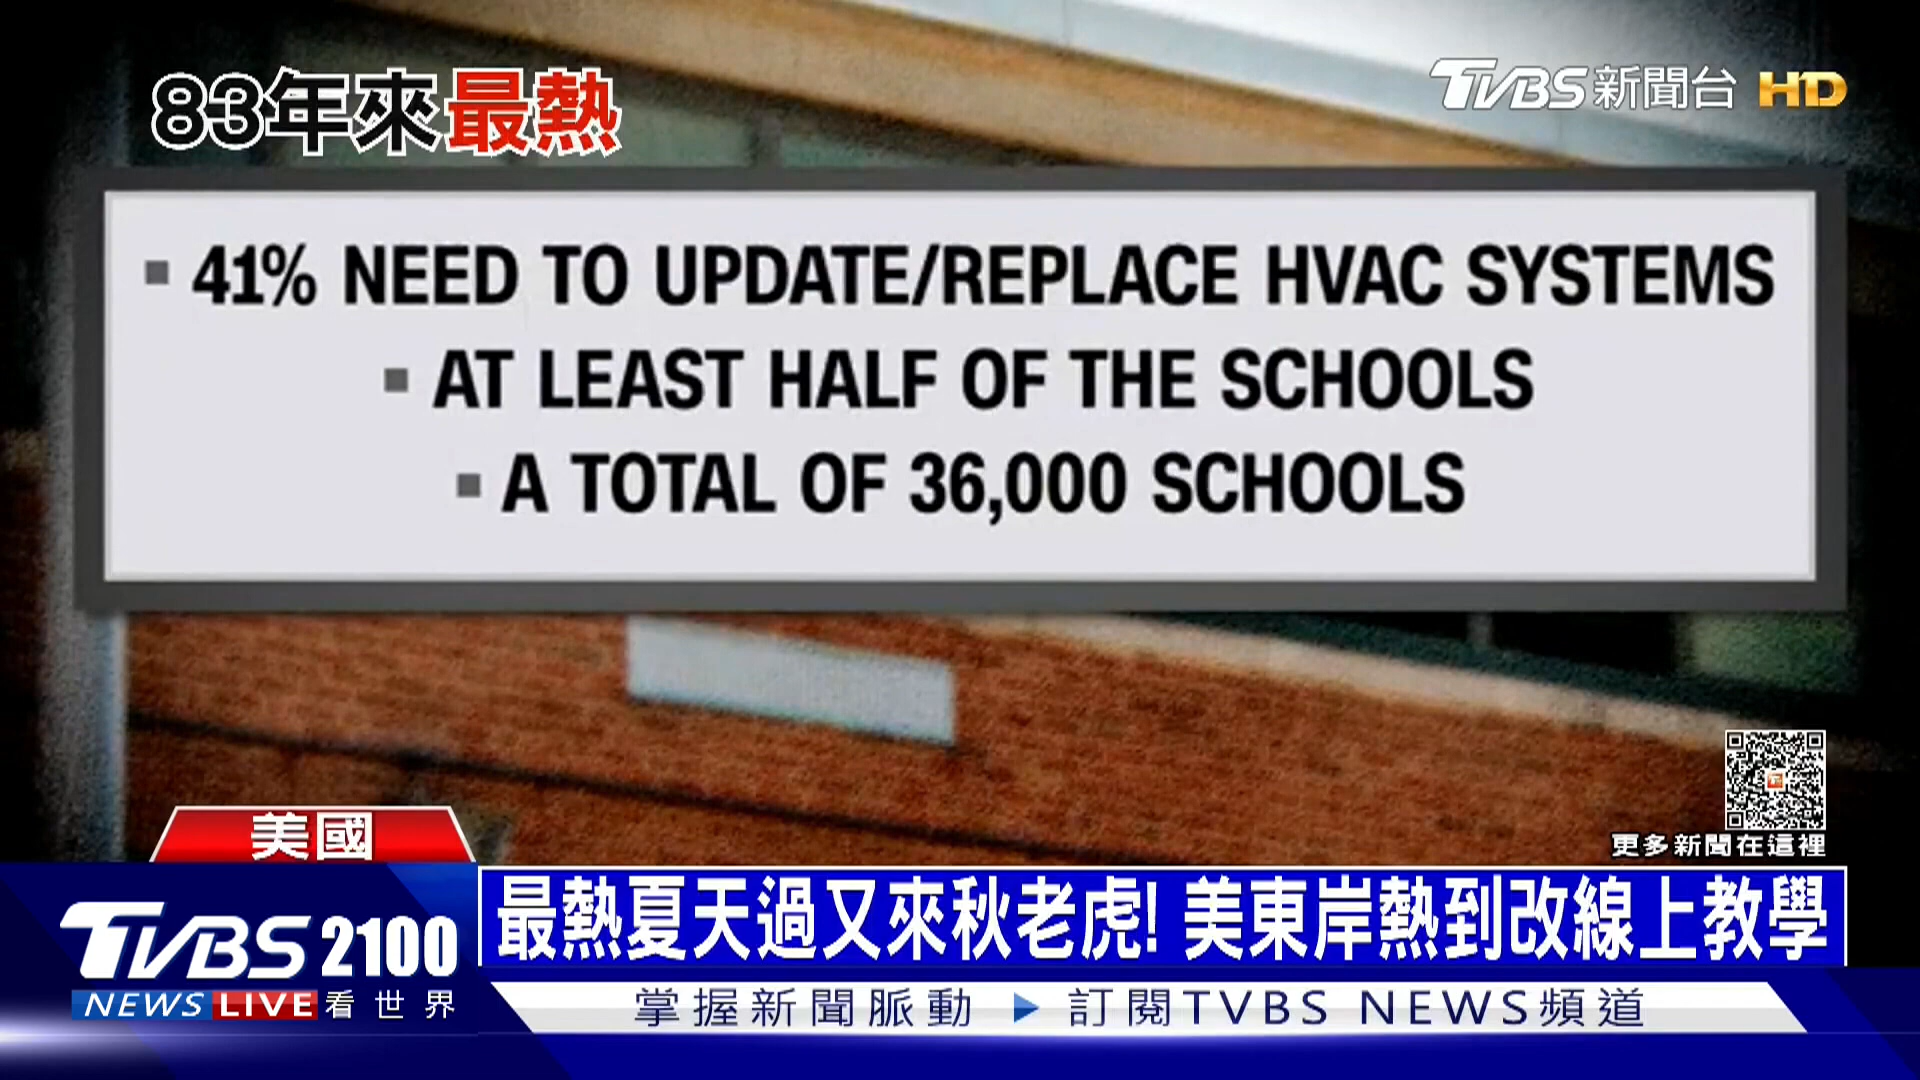 83年來最熱
TVBS新聞台 HD
▪ 41% NEED TO UPDATE/REPLACE HVAC SYSTEMS
▪ AT LEAST HALF OF THE SCHOOLS
▪ A TOTAL OF 36,000 SCHOOLS
更多新聞在這裡
美國
最熱夏天過又來秋老虎! 美東岸熱到改線上教學
TVBS 2100
NEWS LIVE 看世界
掌握新聞脈動 ▶ 訂閱TVBS NEWS頻道